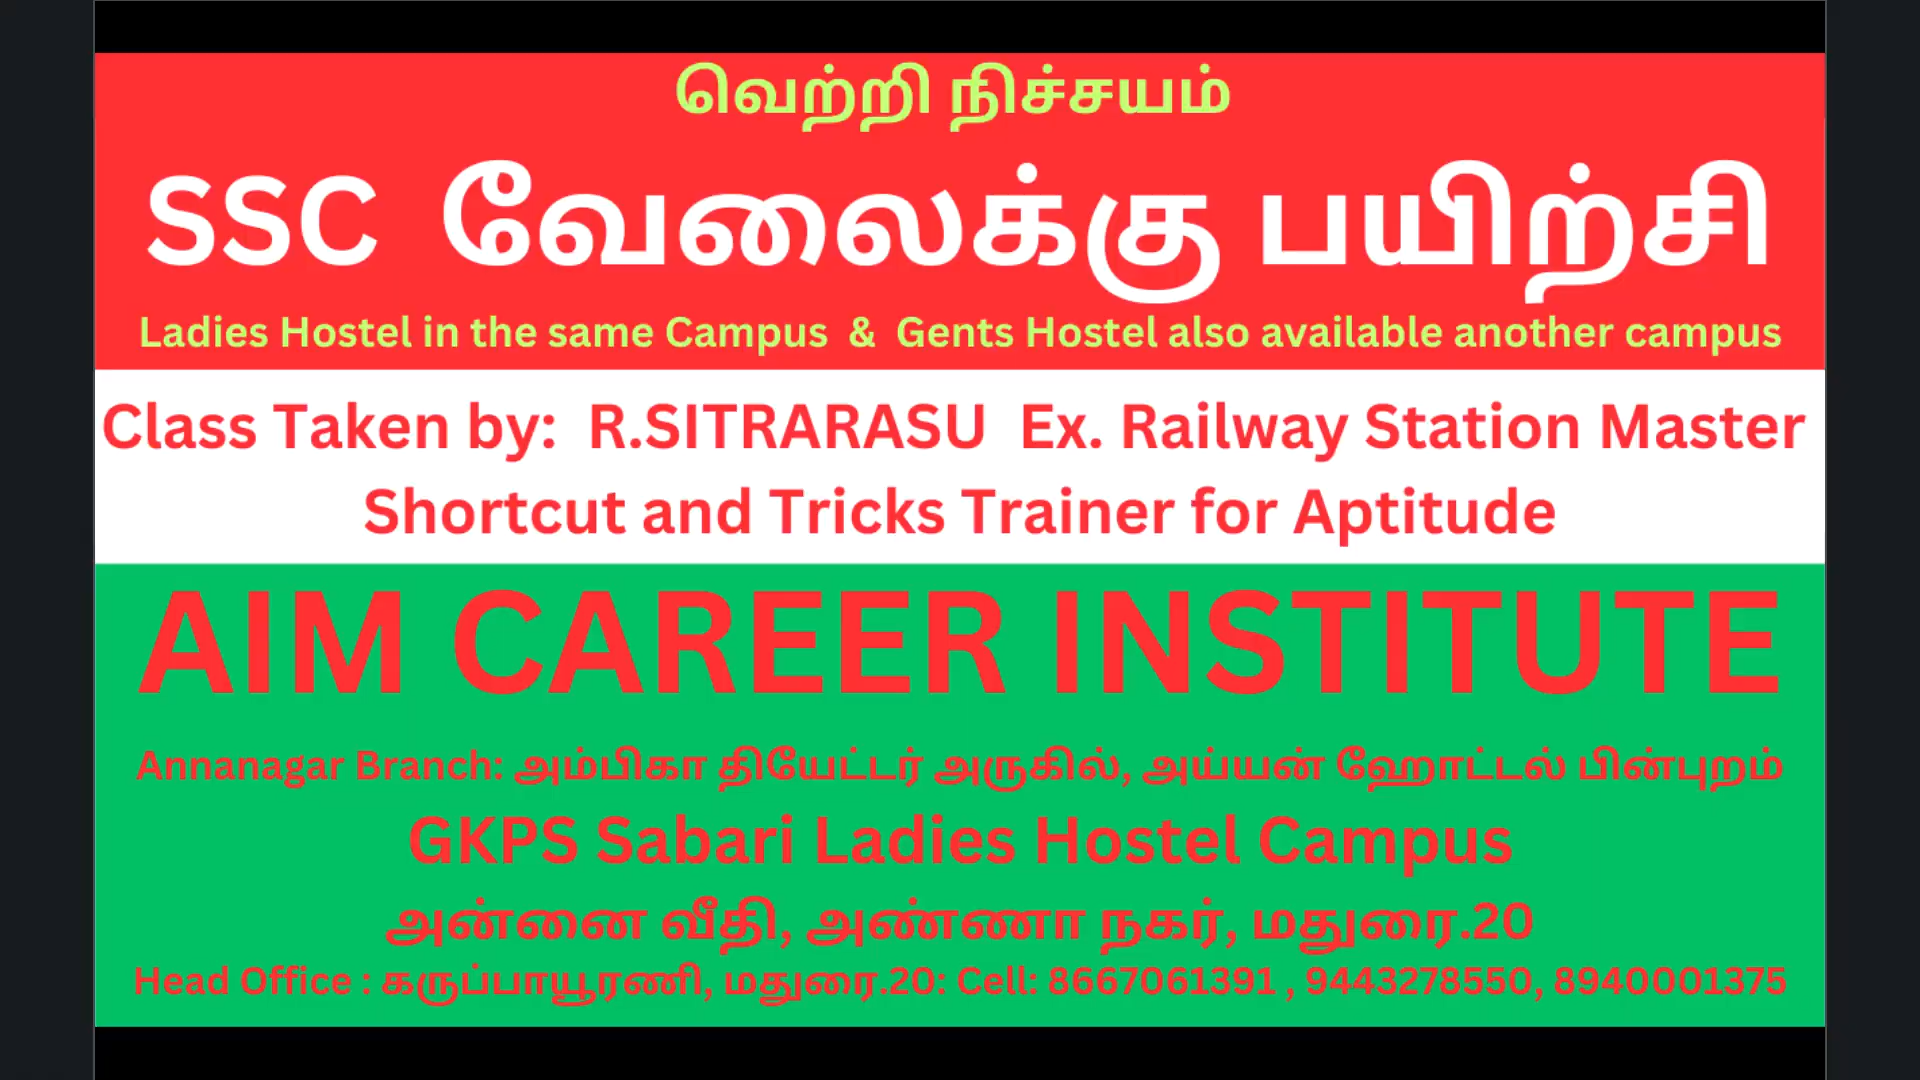 வெற்றி நிச்சயம்
SSC வேலைக்கு பயிற்சி
Ladies Hostel in the same Campus & Gents Hostel also available another campus
Class Taken by: R.SITRARASU Ex. Railway Station Master
Shortcut and Tricks Trainer for Aptitude
AIM CAREER INSTITUTE
Annanagar Branch: அம்பிகா தியேட்டர் அருகில், அய்யன் ஹோட்டல் பின்புறம்
GKPS Sabari Ladies Hostel Campus
அன்னை வீதி, அண்ணா நகர், மதுரை.20
Head Office : கருப்பாயூரணி, மதுரை.20: Cell: 8667061391 , 9443278550, 8940001375